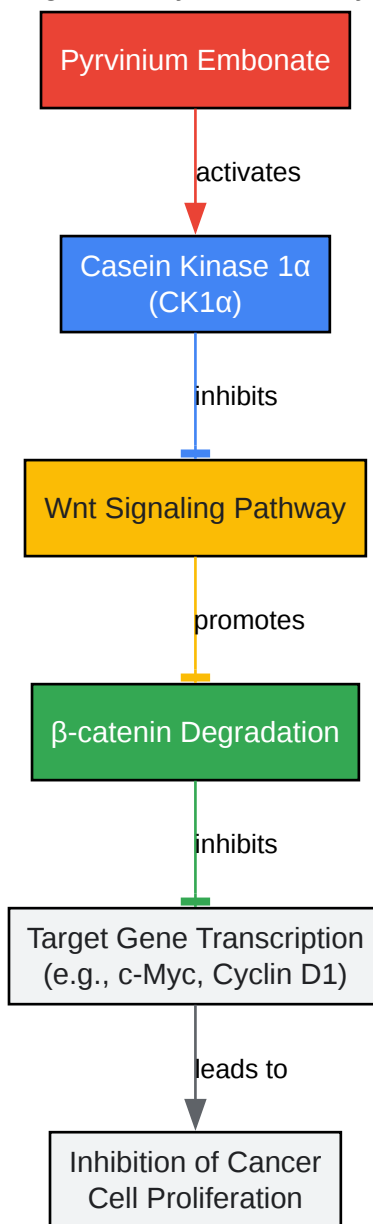 Pyrvinium Embonate
activates
Casein Kinase 1α
(CK1α)
inhibits
Wnt Signaling Pathway
promotes
β-catenin Degradation
inhibits
Target Gene Transcription
(e.g., c-Myc, Cyclin D1)
leads to
Inhibition of Cancer
Cell Proliferation